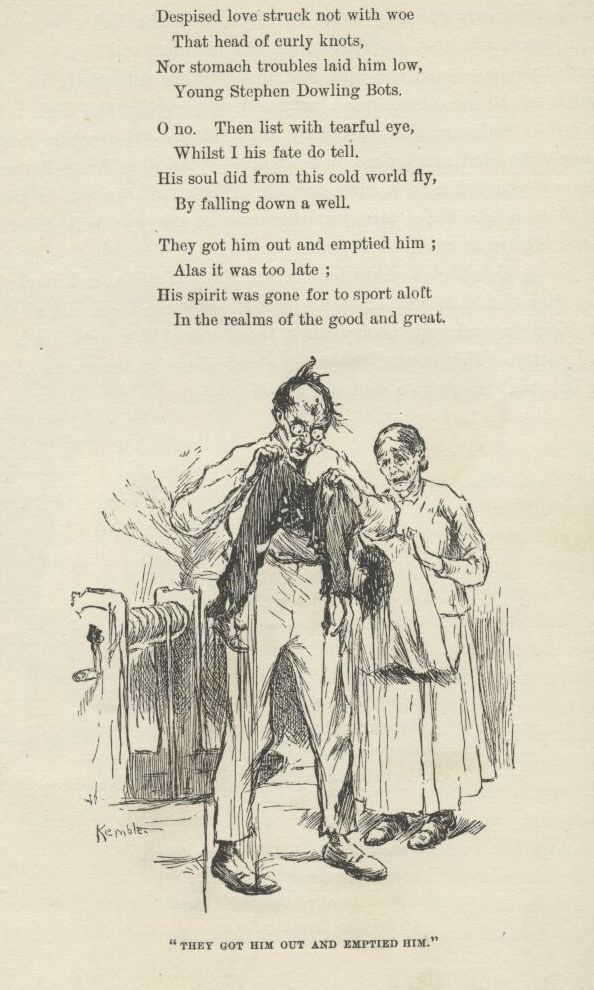 Despised love struck not with woe
That head of curly knots,
Nor stomach troubles laid him low,
Young Stephen Dowling Bots.
O no. Then list with tearful eye,
Whilst I his fate do tell.
His soul did from this cold world fly,
By falling down a well.
They got him out and emptied him ;
Alas it was too late ;
His spirit was gone for to sport aloft
In the realms of the good and great.
Kemble
"THEY GOT HIM OUT AND EMPTIED HIM."